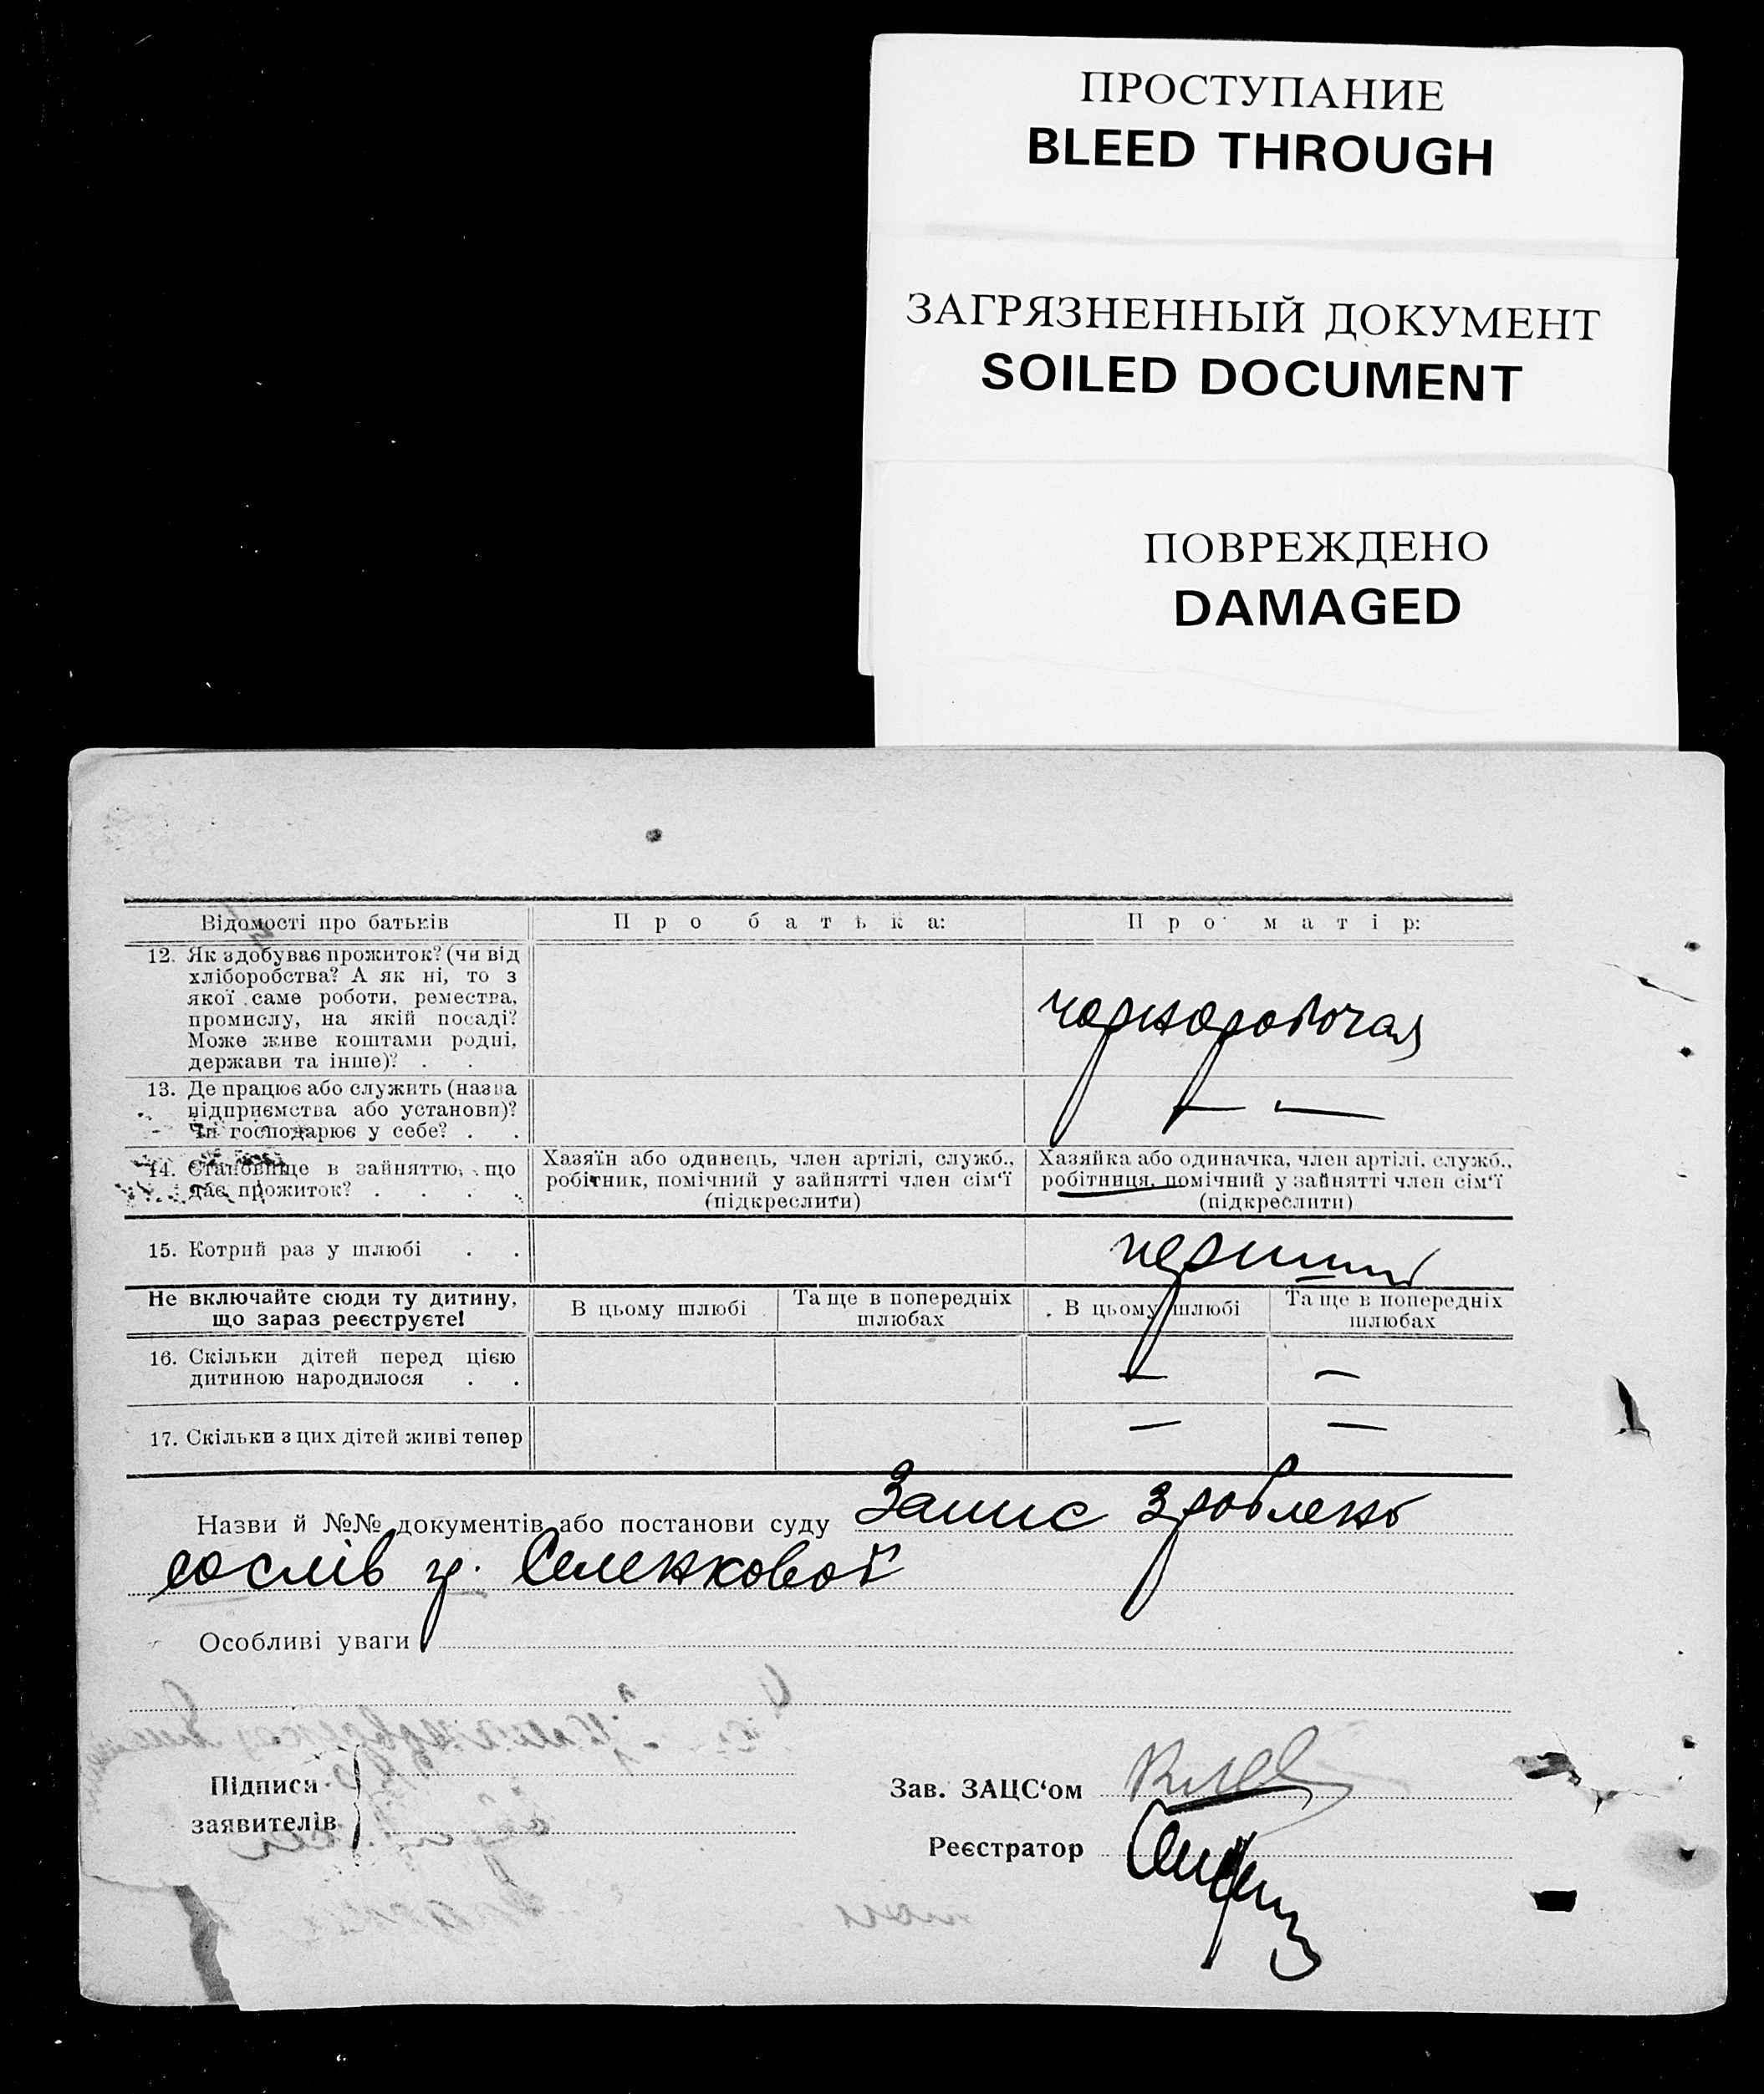 ПРОСТУПАНИЕ
BLEED THROUGH
ЗАГРЯЗНЕННЫЙ ДОКУМЕНТ
SOILED DOCUMENT
ПОВРЕЖДЕНО
DAMAGED
Відомості про батьків
Про батька:
Про матір:
12. Як здобуває прожиток? (чи від
хліборобства? А як ні, то з
якої саме роботи, ремества,
промислу, на якій посаді?
Може живе коштами родні,
держави та інше)? . .
чорноробочая
13. Де працює або служить (назва
підприємства або установи)?
Чи господарює у себе? . .
— —
14. Становище в зайняттю, що
дає прожиток? . . . .
Хазяїн або одинець, член артілі, служб.,
робітник, помічний у зайнятті член сім'ї
(підкреслити)
Хазяйка або одиначка, член артілі, служб.,
робітниця, помічний у зайнятті член сім'ї
(підкреслити)
15. Котрий раз у шлюбі . .
перший
Не включайте сюди ту дитину,
що зараз реєструєте!
В цьому шлюбі
Та ще в попередніх
шлюбах
В цьому шлюбі
Та ще в попередніх
шлюбах
16. Скільки дітей перед цією
дитиною народилося . .
— —
17. Скільки з цих дітей живі тепер
— —
Назви й №№ документів або постанови суду Запис зроблено
со слів гр. Селенковой
Особливі уваги
Підписи
заявителів
Зав. ЗАЦС‘ом
Реєстратор